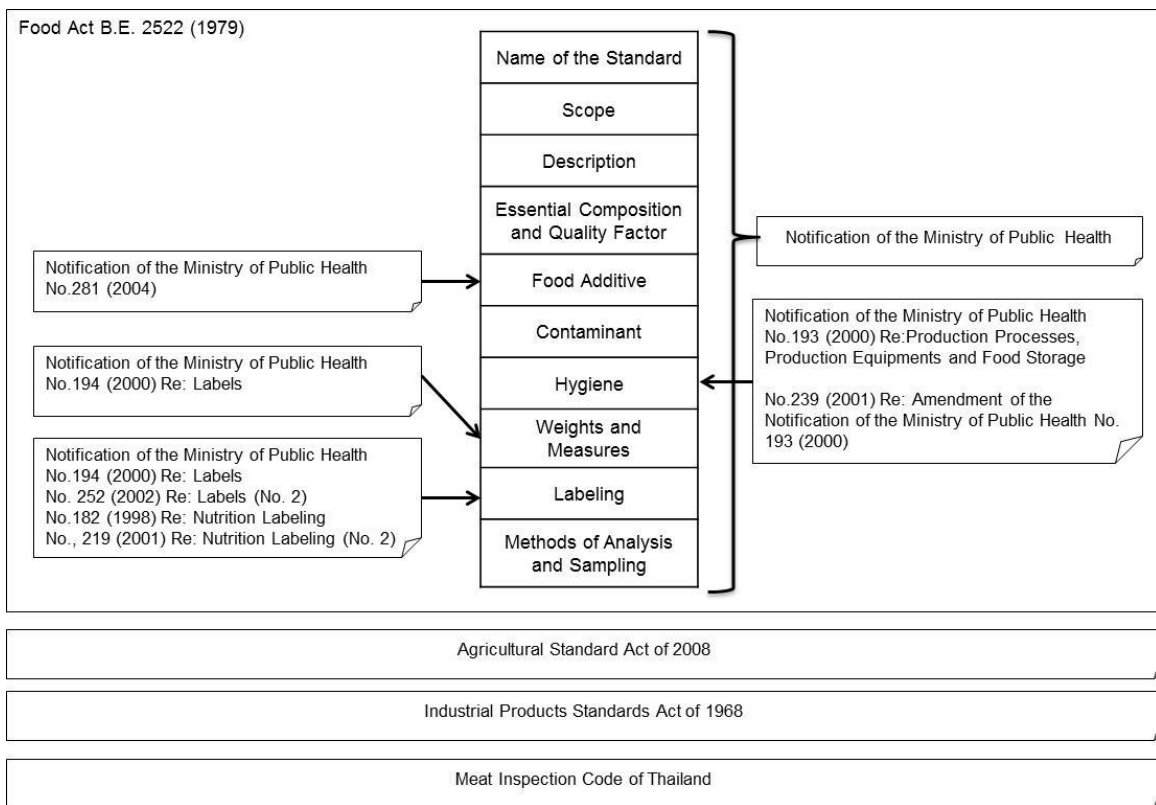 Food Act B.E. 2522 (1979)
Name of the Standard
Scope
Description
Essential Composition
and Quality Factor
Food Additive
Contaminant
Hygiene
Weights and
Measures
Labeling
Methods of Analysis
and Sampling
Notification of the Ministry of Public Health
No.281 (2004)
Notification of the Ministry of Public Health
No.194 (2000) Re: Labels
Notification of the Ministry of Public Health
No.194 (2000) Re: Labels
No. 252 (2002) Re: Labels (No. 2)
No.182 (1998) Re: Nutrition Labeling
No., 219 (2001) Re: Nutrition Labeling (No. 2)
Notification of the Ministry of Public Health
Notification of the Ministry of Public Health
No.193 (2000) Re:Production Processes,
Production Equipments and Food Storage
No.239 (2001) Re: Amendment of the
Notification of the Ministry of Public Health No.
193 (2000)
Agricultural Standard Act of 2008
Industrial Products Standards Act of 1968
Meat Inspection Code of Thailand